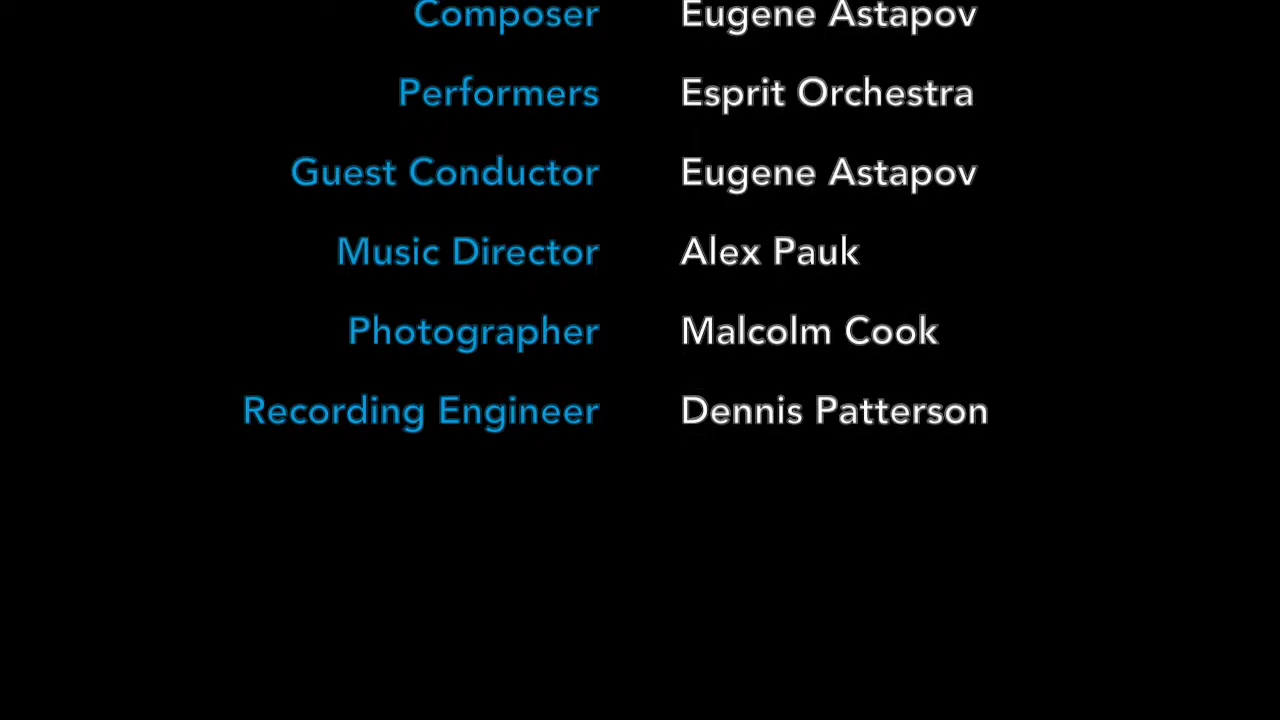 Composer Eugene Astapov
Performers Esprit Orchestra
Guest Conductor Eugene Astapov
Music Director Alex Pauk
Photographer Malcolm Cook
Recording Engineer Dennis Patterson